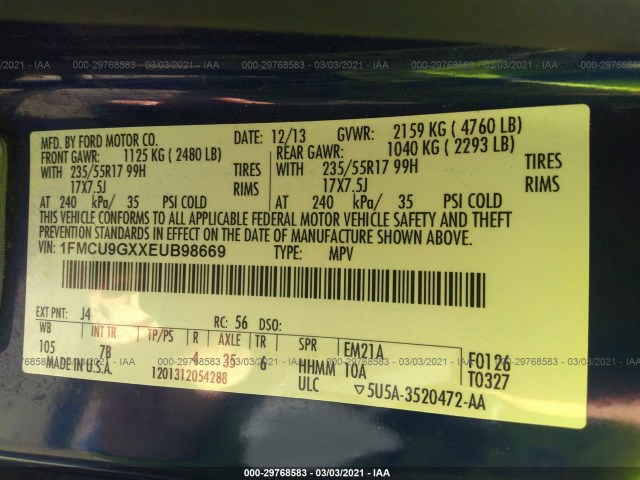 000-29768583 / 03/03/2021 - IAA
MFD. BY FORD MOTOR CO. DATE: 12/13 GVWR: 2159 KG ( 4760 LB)
FRONT GAWR: 1125 KG ( 2480 LB) REAR GAWR: 1040 KG ( 2293 LB)
WITH 235/55R17 99H TIRES WITH 235/55R17 99H TIRES
17X7.5J RIMS 17X7.5J RIMS
AT 240 kPa/ 35 PSI COLD AT 240 kPa/ 35 PSI COLD
THIS VEHICLE CONFORMS TO ALL APPLICABLE FEDERAL MOTOR VEHICLE SAFETY AND THEFT
PREVENTION STANDARDS IN EFFECT ON THE DATE OF MANUFACTURE SHOWN ABOVE.
VIN: 1FMCU9GXXEUB98669 TYPE: MPV
EXT PNT: J4 RC: 56 DSO:
WB INT TR TP/PS R AXLE TR SPR EM21A F0126
105 7B 4 35 6 HHMM 10A T0327
MADE IN U.S.A. 1201312054288 ULC 5U5A-3520472-AA
000-29768583 / 03/03/2021 - IAA